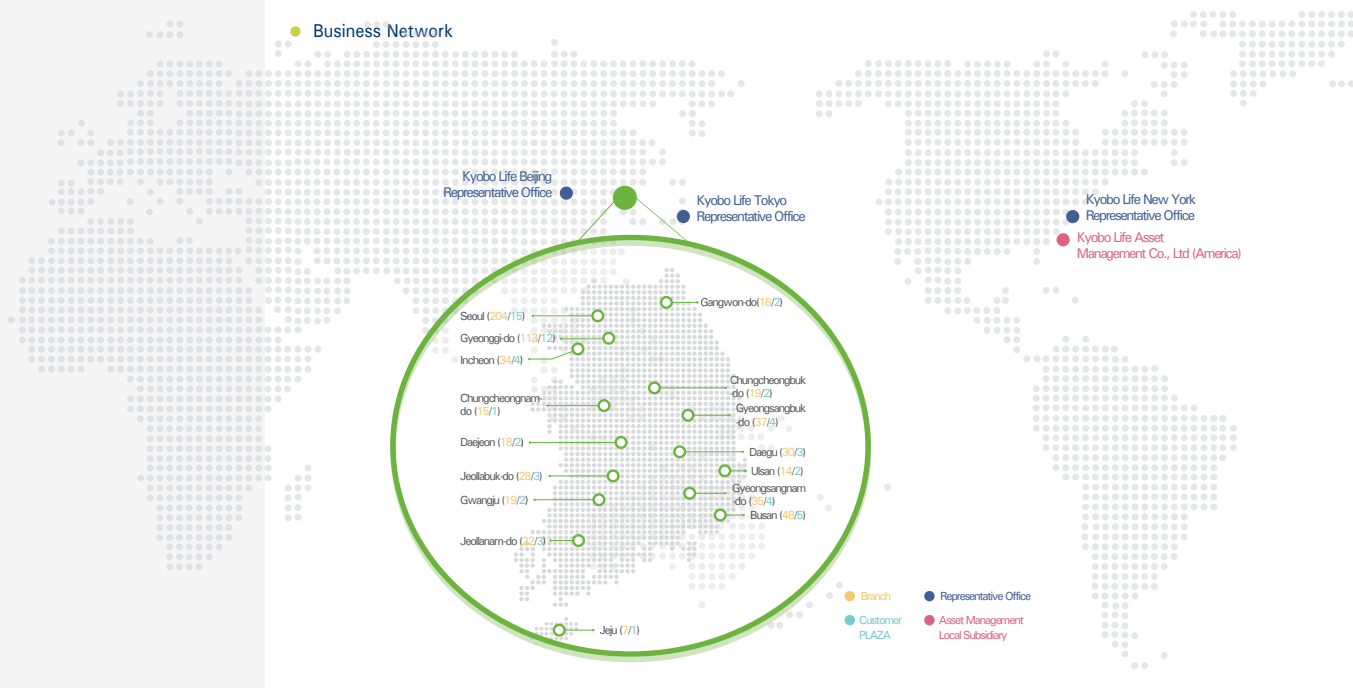 Business Network
Kyobo Life Beijing
Representative Office
Kyobo Life Tokyo
Representative Office
Kyobo Life New York
Representative Office
Kyobo Life Asset
Management Co., Ltd (America)
Gangwon-do(18/2)
Seoul (204/15)
Gyeonggi-do (113/12)
Incheon (34/4)
Chungcheongbuk
-do (19/2)
Chungcheongnam-
do (15/1)
Gyeongsangbuk
-do (37/4)
Daejeon (18/2)
Daegu (30/3)
Ulsan (14/2)
Jeollabuk-do (28/3)
Gyeongsangnam
-do (35/4)
Gwangju (19/2)
Busan (48/5)
Jeollanam-do (22/3)
Jeju (7/1)
Branch
Representative Office
Customer
PLAZA
Asset Management
Local Subsidiary